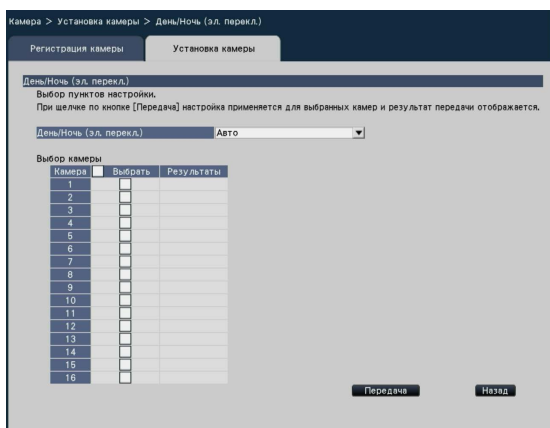 Камера > Установка камеры > День/Ночь (эл. перекл.)
Регистрация камеры Установка камеры
День/Ночь (эл. перекл.)
Выбор пунктов настройки.
При щелчке по кнопке [Передача] настройка применяется для выбранных камер и результат передачи отображается.
День/Ночь (эл. перекл.) Авто
Выбор камеры
Камера Выбрать Результаты
1
2
3
4
5
6
7
8
9
10
11
12
13
14
15
16
Передача Назад